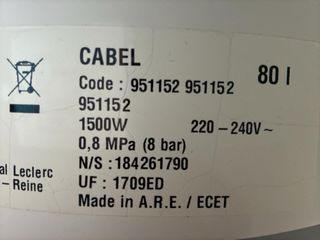 CABEL
80 l
Code : 951152 951152
951152
1500W 220 – 240V ~
0,8 MPa (8 bar)
N/S : 184261790
al Leclerc
UF : 1709ED
– Reine
Made in A.R.E. / ECET